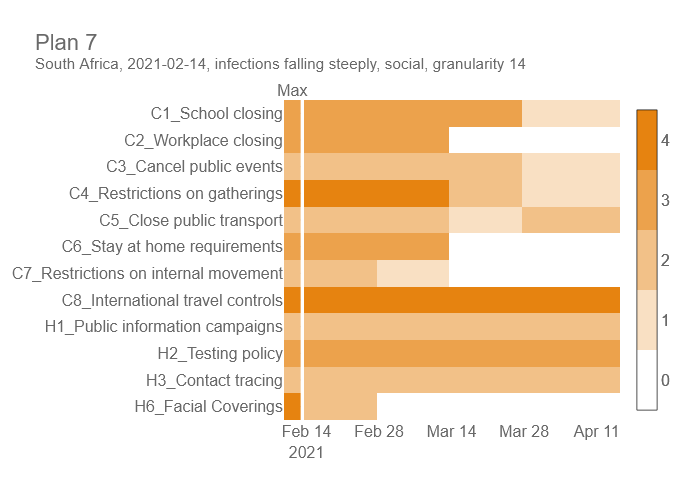 Plan 7
South Africa, 2021-02-14, infections falling steeply, social, granularity 14
Max
C1_School closing
C2_Workplace closing
C3_Cancel public events
C4_Restrictions on gatherings
C5_Close public transport
C6_Stay at home requirements
C7_Restrictions on internal movement
C8_International travel controls
H1_Public information campaigns
H2_Testing policy
H3_Contact tracing
H6_Facial Coverings
4
3
2
1
0
Feb 14 Feb 28 Mar 14 Mar 28 Apr 11
2021